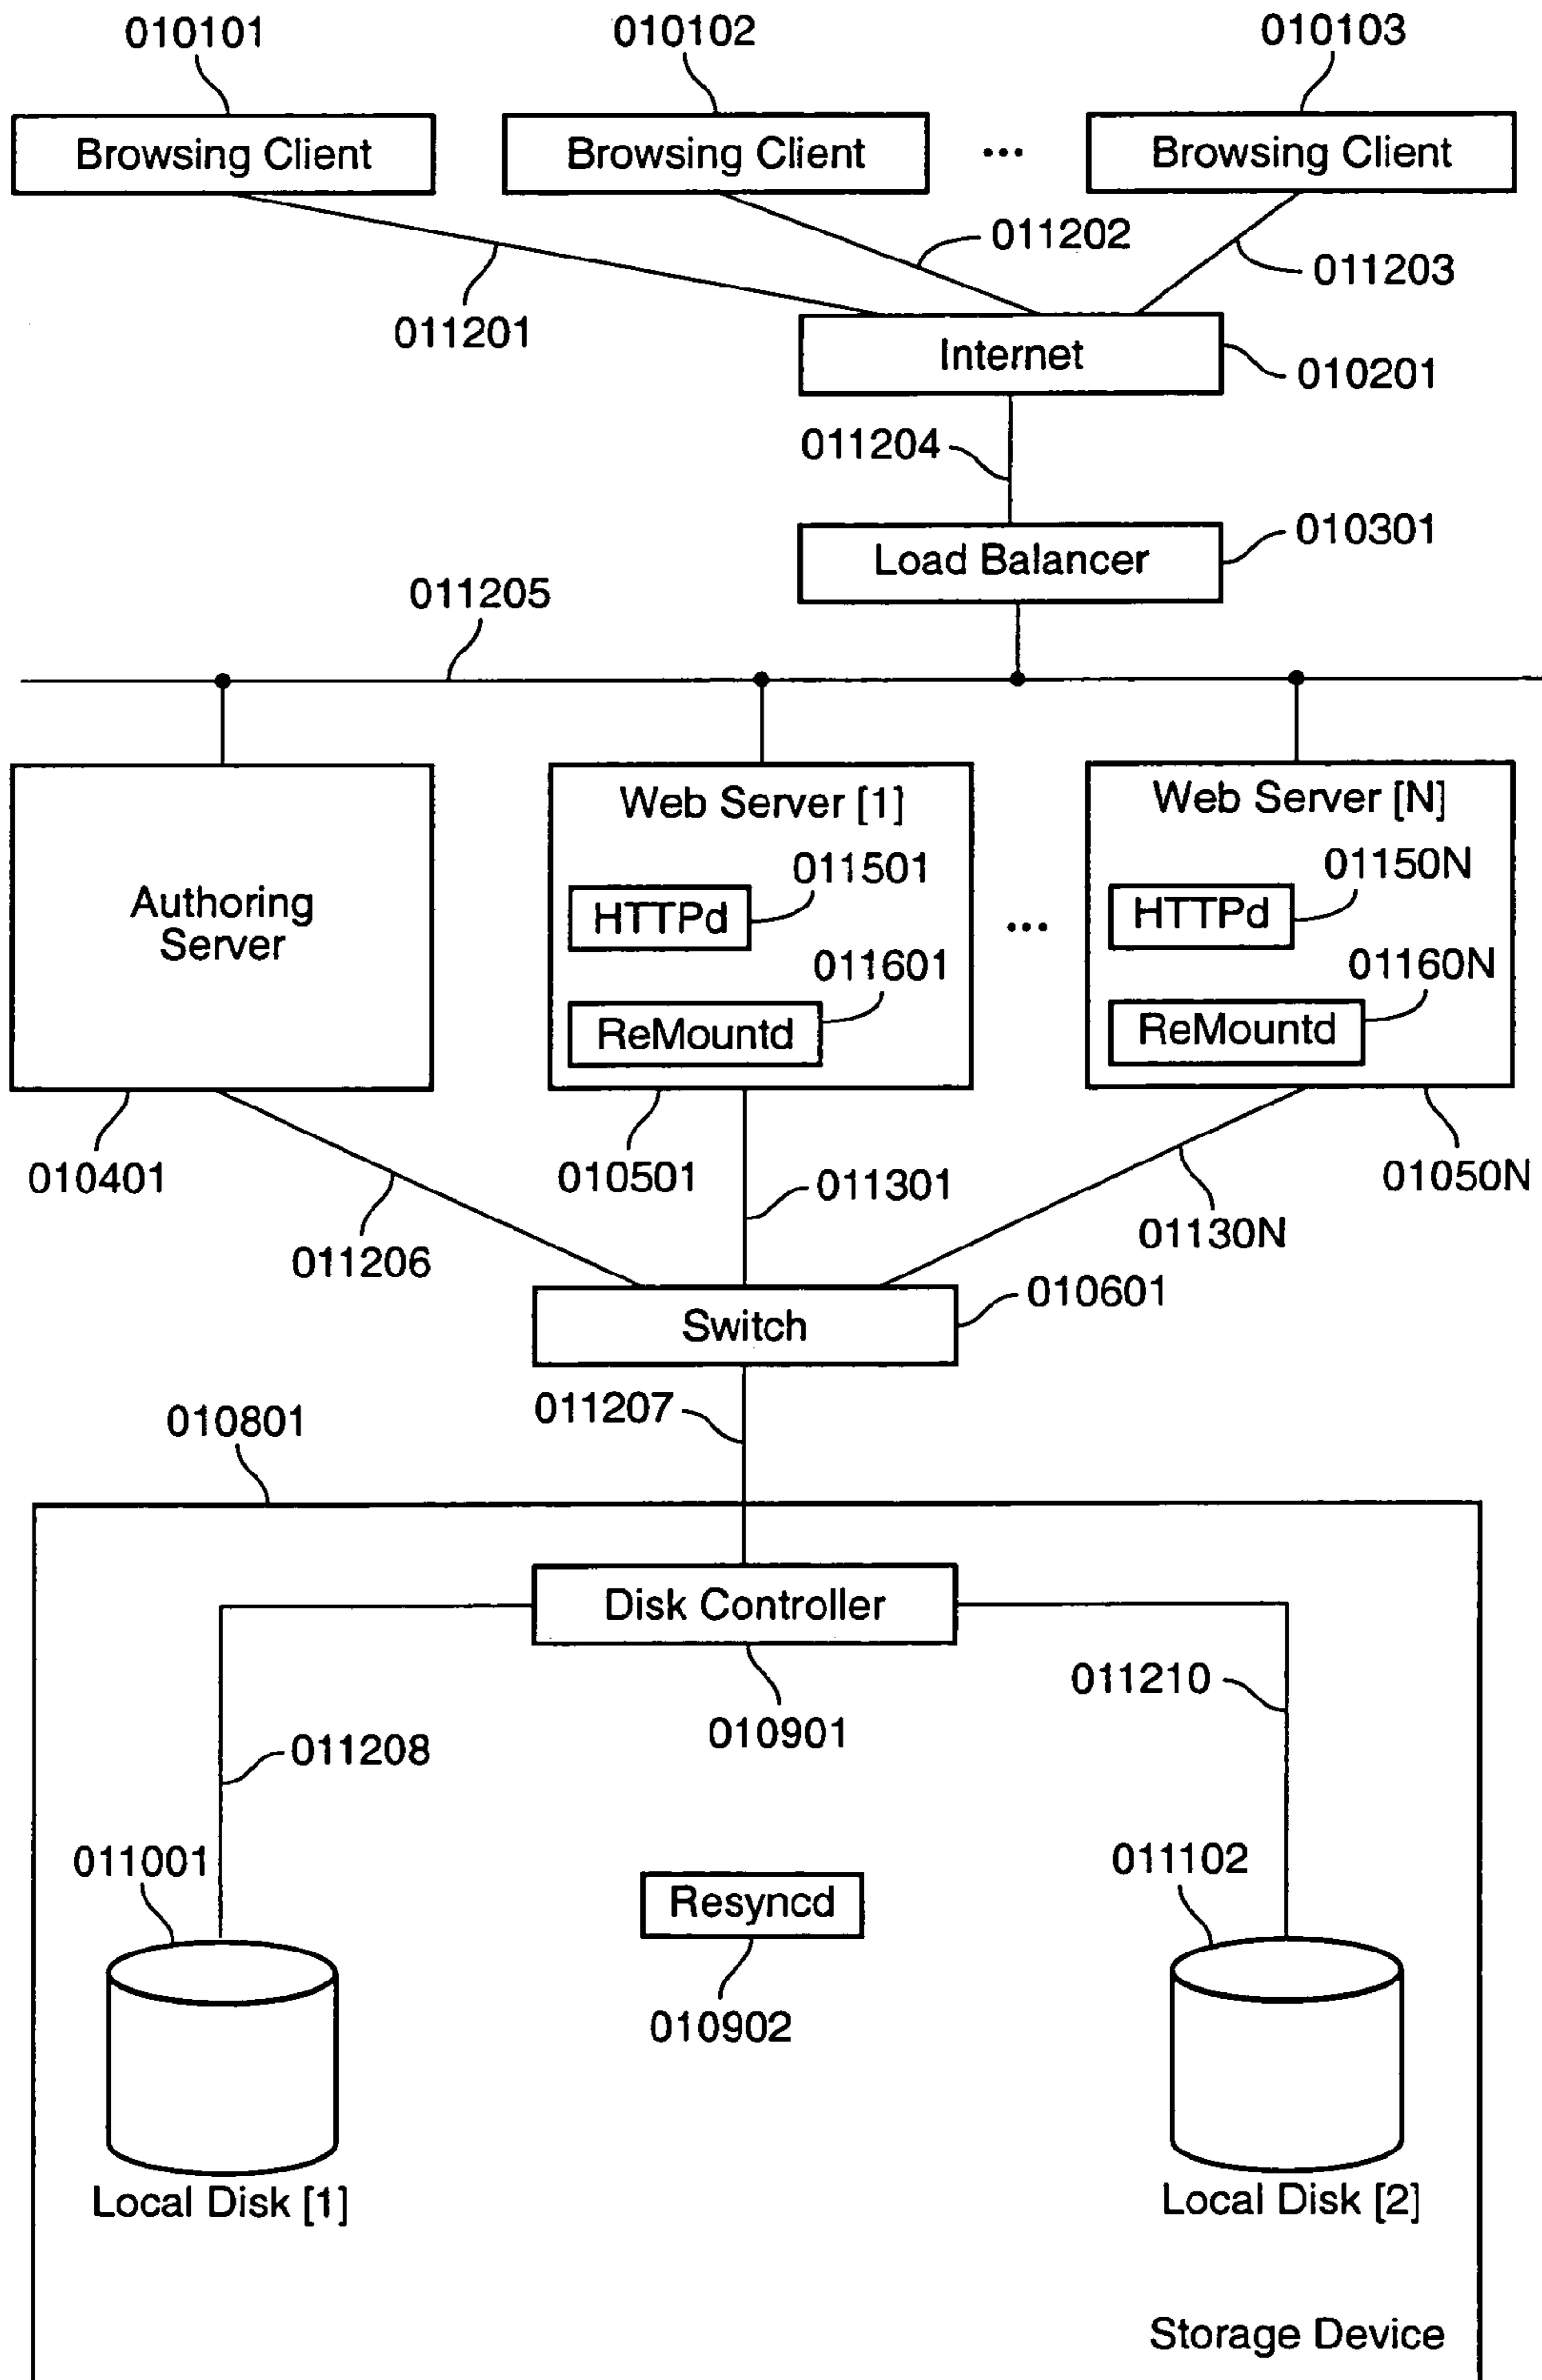 010101
010102
010103
Browsing Client
Browsing Client
...
Browsing Client
011202
011203
011201
Internet
010201
011204
010301
Load Balancer
011205
Web Server [1]
Web Server [N]
011501
01150N
Authoring
Server
HTTPd
...
HTTPd
011601
01160N
ReMountd
ReMountd
010401
010501
011301
01050N
011206
01130N
010601
Switch
011207
010801
Disk Controller
011210
010901
011208
011001
011102
Resyncd
010902
Local Disk [1]
Local Disk [2]
Storage Device